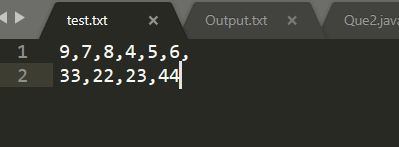 test.txt × Output.txt × Que2.java
1 9,7,8,4,5,6,
2 33,22,23,44